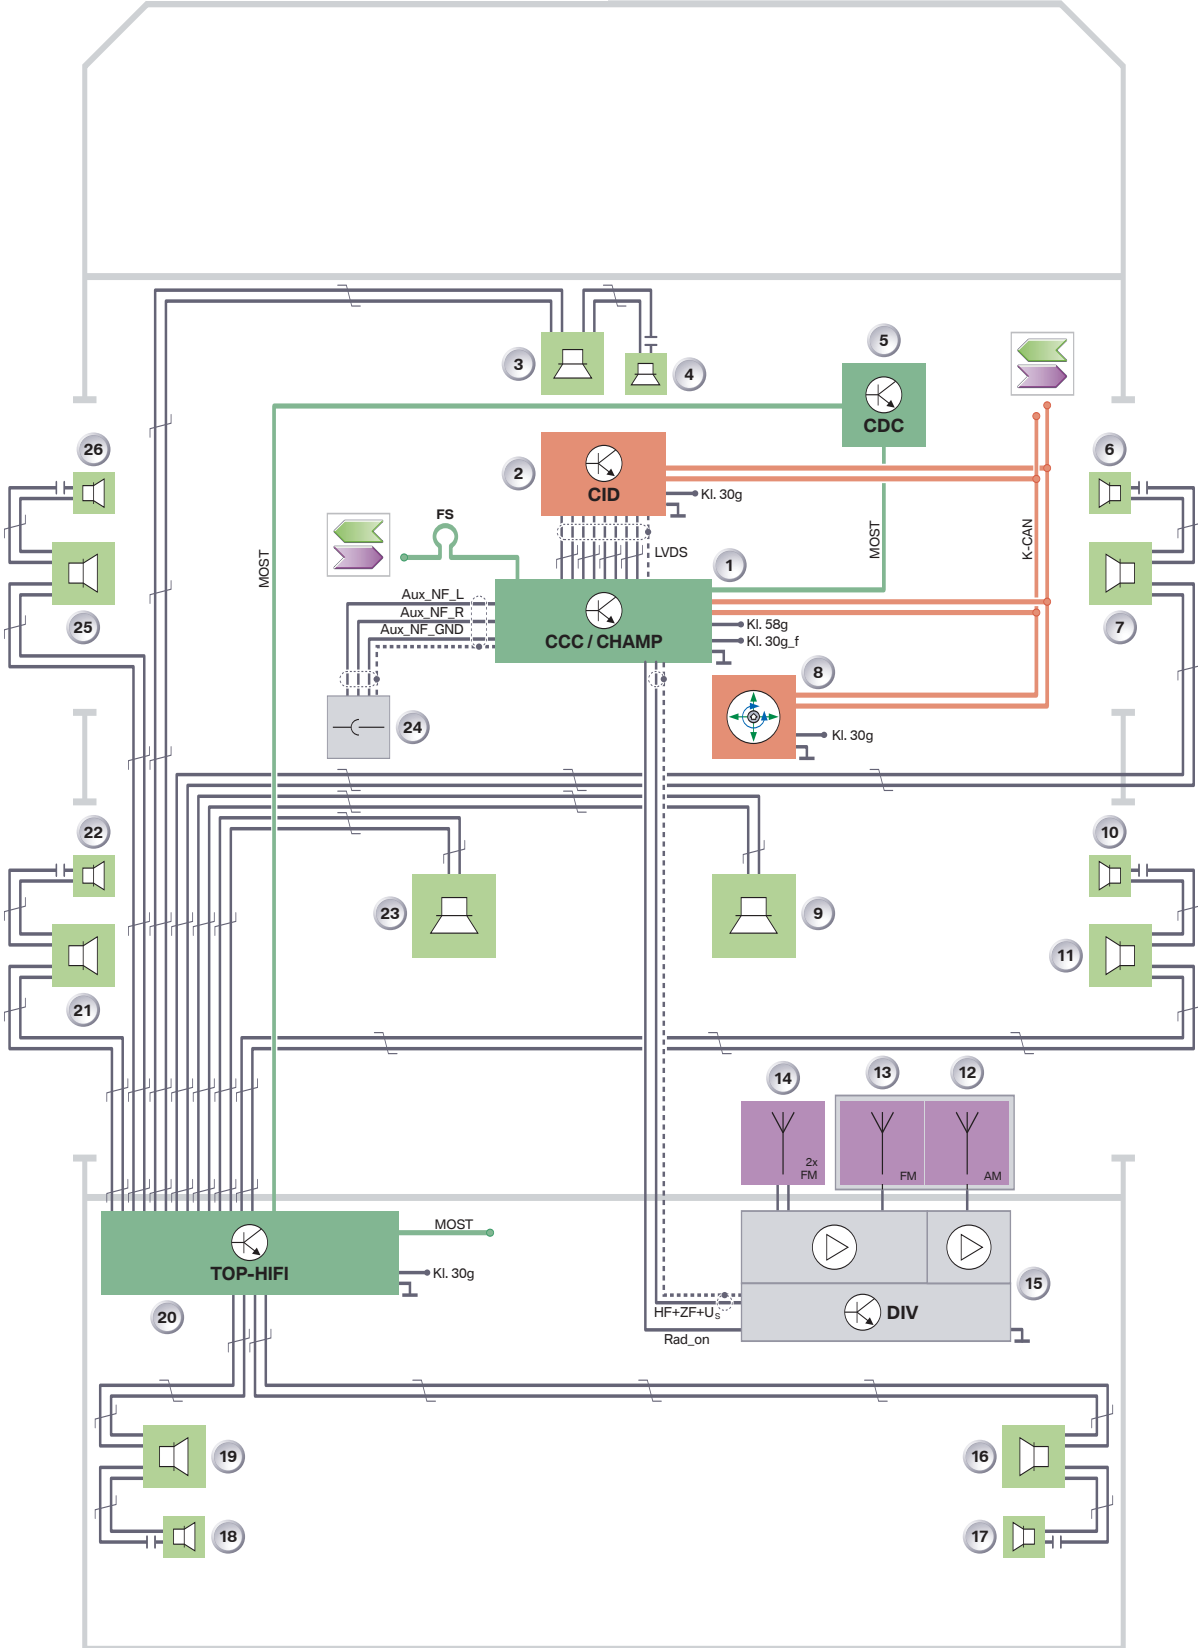 3
4
5
CDC
6
26
2
CID
Kl. 30g
FS
LVDS
MOST
MOST
K-CAN
1
Aux_NF_L
Aux_NF_R
Aux_NF_GND
CCC / CHAMP
Kl. 58g
Kl. 30g_f
25
7
8
24
Kl. 30g
22
10
23
9
21
11
14
13
12
2x
FM
FM
AM
MOST
TOP-HIFI
Kl. 30g
20
15
HF+ZF+US
DIV
Rad_on
19
16
18
17